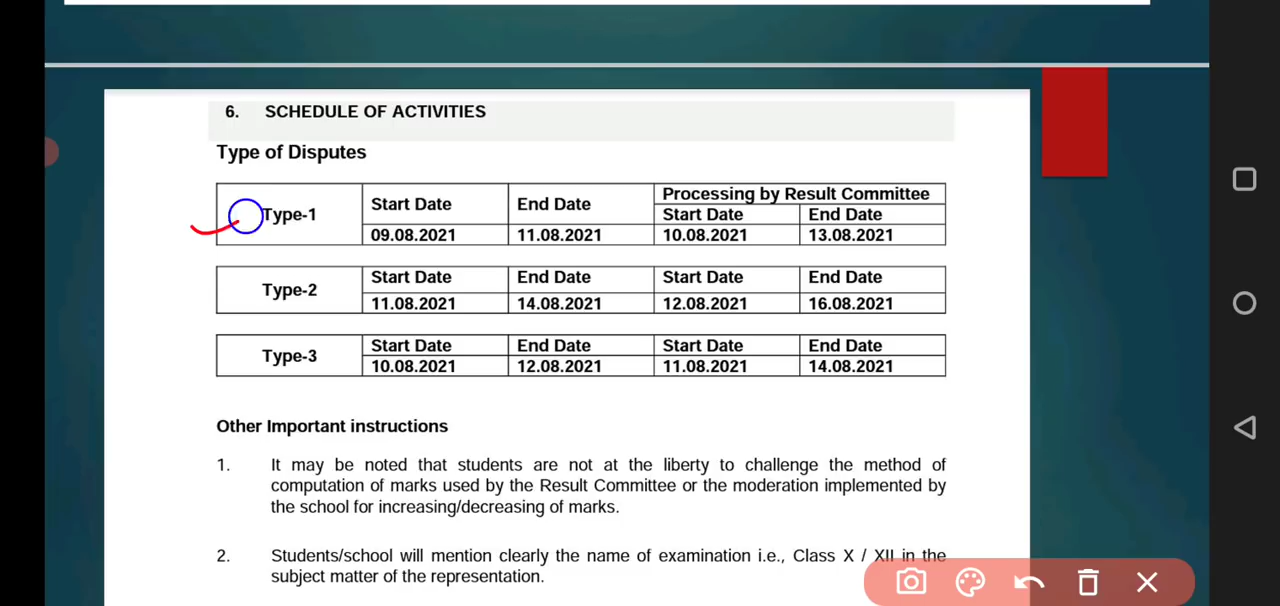 6. SCHEDULE OF ACTIVITIES
Type of Disputes
Type-1 Start Date End Date Processing by Result Committee
Start Date End Date
09.08.2021 11.08.2021 10.08.2021 13.08.2021
Type-2 Start Date End Date Start Date End Date
11.08.2021 14.08.2021 12.08.2021 16.08.2021
Type-3 Start Date End Date Start Date End Date
10.08.2021 12.08.2021 11.08.2021 14.08.2021
Other Important instructions
1. It may be noted that students are not at the liberty to challenge the method of
computation of marks used by the Result Committee or the moderation implemented by
the school for increasing/decreasing of marks.
2. Students/school will mention clearly the name of examination i.e., Class X / XII in the
subject matter of the representation.